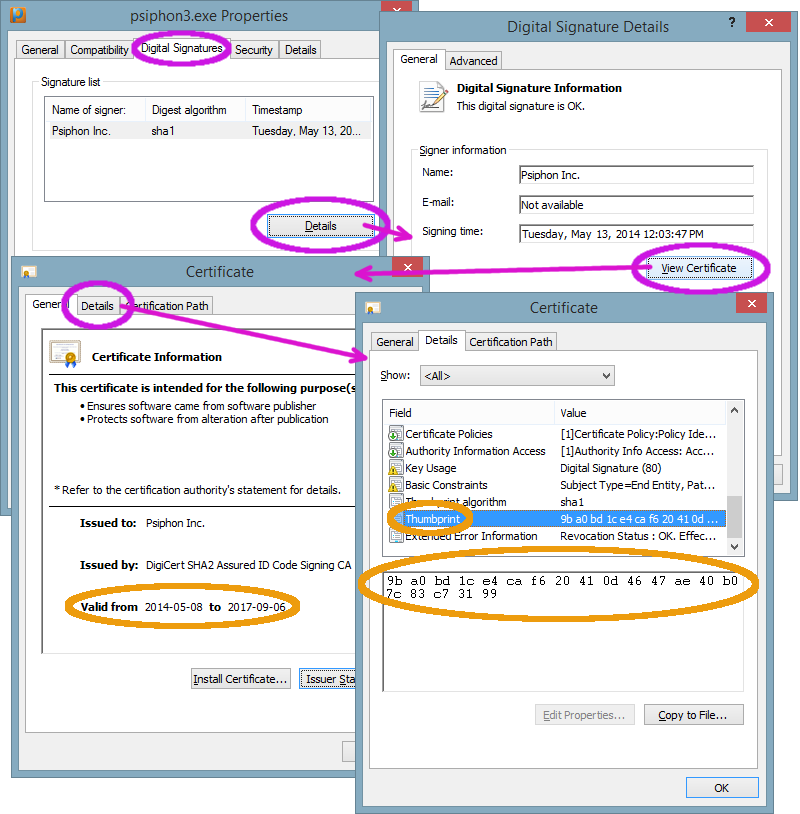 psiphon3.exe Properties
General
Compatibility
Digital Signatures
Security
Details
Signature list
Name of signer:
Digest algorithm
Timestamp
Psiphon Inc.
sha1
Tuesday, May 13, 20...
Details
Digital Signature Details
?
General
Advanced
Digital Signature Information
This digital signature is OK.
Signer information
Name:
Psiphon Inc.
E-mail:
Not available
Signing time:
Tuesday, May 13, 2014 12:03:47 PM
View Certificate
Certificate
Details
Certification Path
Certificate Information
This certificate is intended for the following purpose(s
• Ensures software came from software publisher
• Protects software from alteration after publication
* Refer to the certification authority's statement for details.
Issued to: Psiphon Inc.
Issued by: DigiCert SHA2 Assured ID Code Signing CA
Valid from 2014-05-08 to 2017-09-06
Install Certificate...
Issuer Sta
Certificate
General
Details
Certification Path
Show:
<All>
Field
Value
Certificate Policies
[1]Certificate Policy:Policy Ide...
Authority Information Access
[1]Authority Info Access: Acc...
Key Usage
Digital Signature (80)
Basic Constraints
Subject Type=End Entity, Pat...
Thumbprint algorithm
sha1
Thumbprint
9b a0 bd 1c e4 ca f6 20 41 0d ...
Extended Error Information
Revocation Status : OK. Effec...
9b a0 bd 1c e4 ca f6 20 41 0d 46 47 ae 40 b0
7c 83 c7 31 99
Edit Properties...
Copy to File...
OK